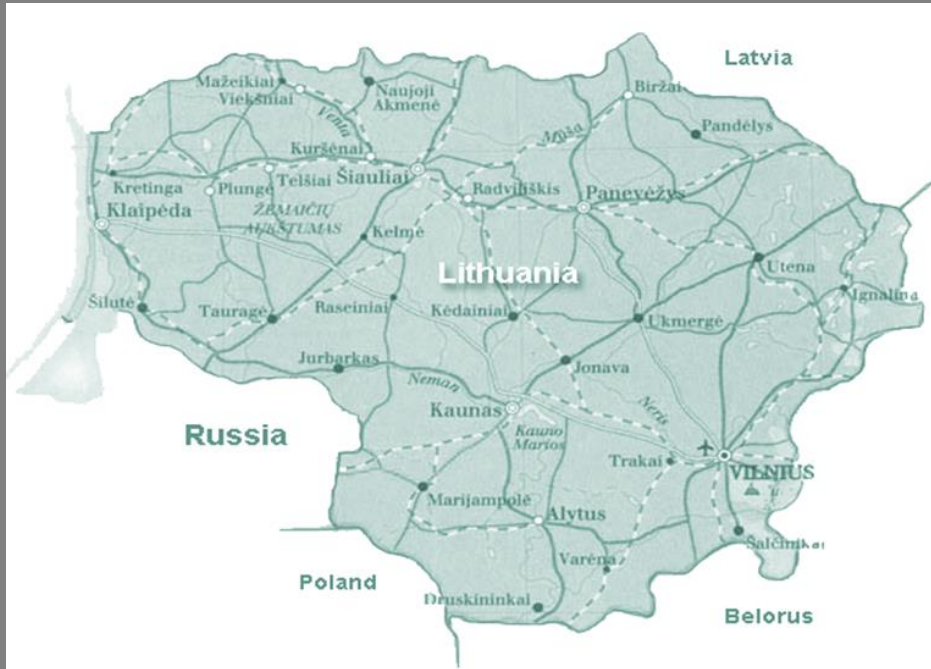 Latvia
Mažeikiai
Viekšniai
Naujoji
Akmenė
Biržai
Venta
Pandėlys
Kuršėnai
Kretinga
Plungė
Telšiai
Šiauliai
Radviliškis
Panevėžys
Klaipėda
ŽEMAIČIŲ
AUKŠTUMAS
Kelmė
Lithuania
Utena
Ignalina
Šilutė
Tauragė
Raseiniai
Kėdainiai
Ukmergė
Jurbarkas
Jonava
Neman
Kaunas
Neris
Russia
Kauno
Marios
Trakai
VILNIUS
Marijampolė
Alytus
Varėna
Poland
Druskininkai
Belorus